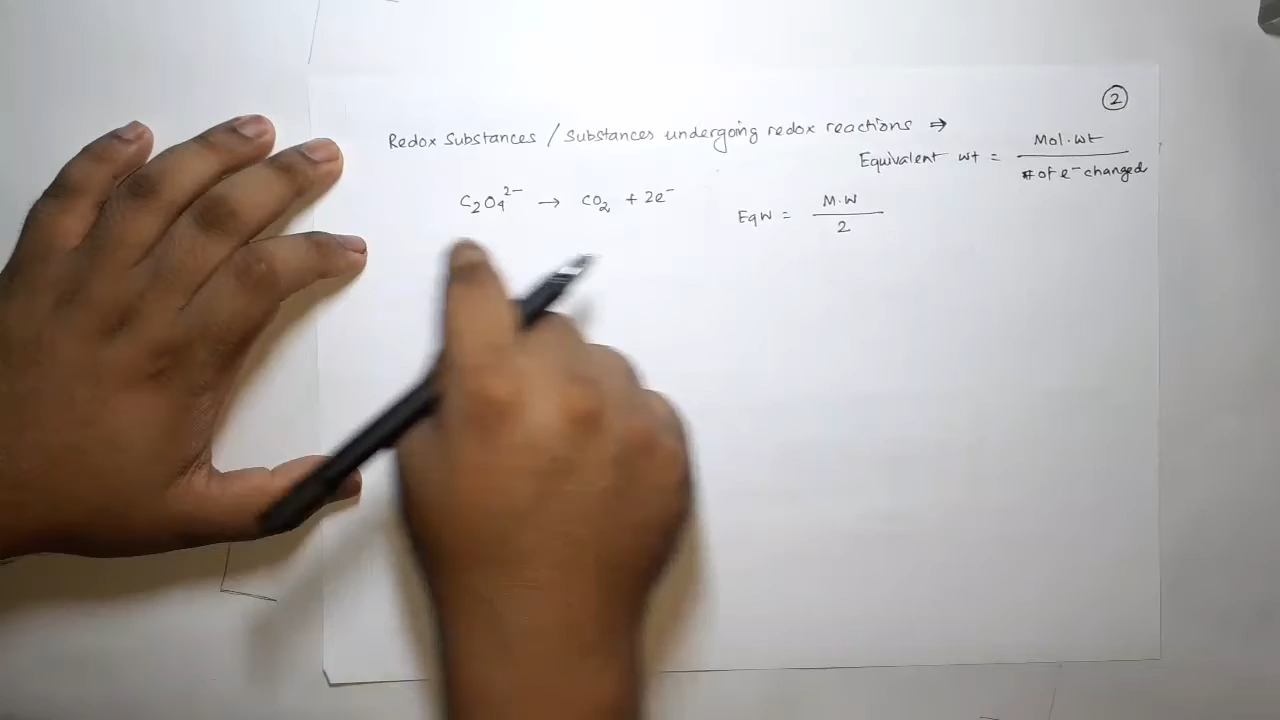 ②
Redox Substances / Substances undergoing redox reactions →
Equivalent wt = Mol.wt / # of e⁻ changed
C₂O₄²⁻ → CO₂ + 2e⁻
EqW = M.W / 2